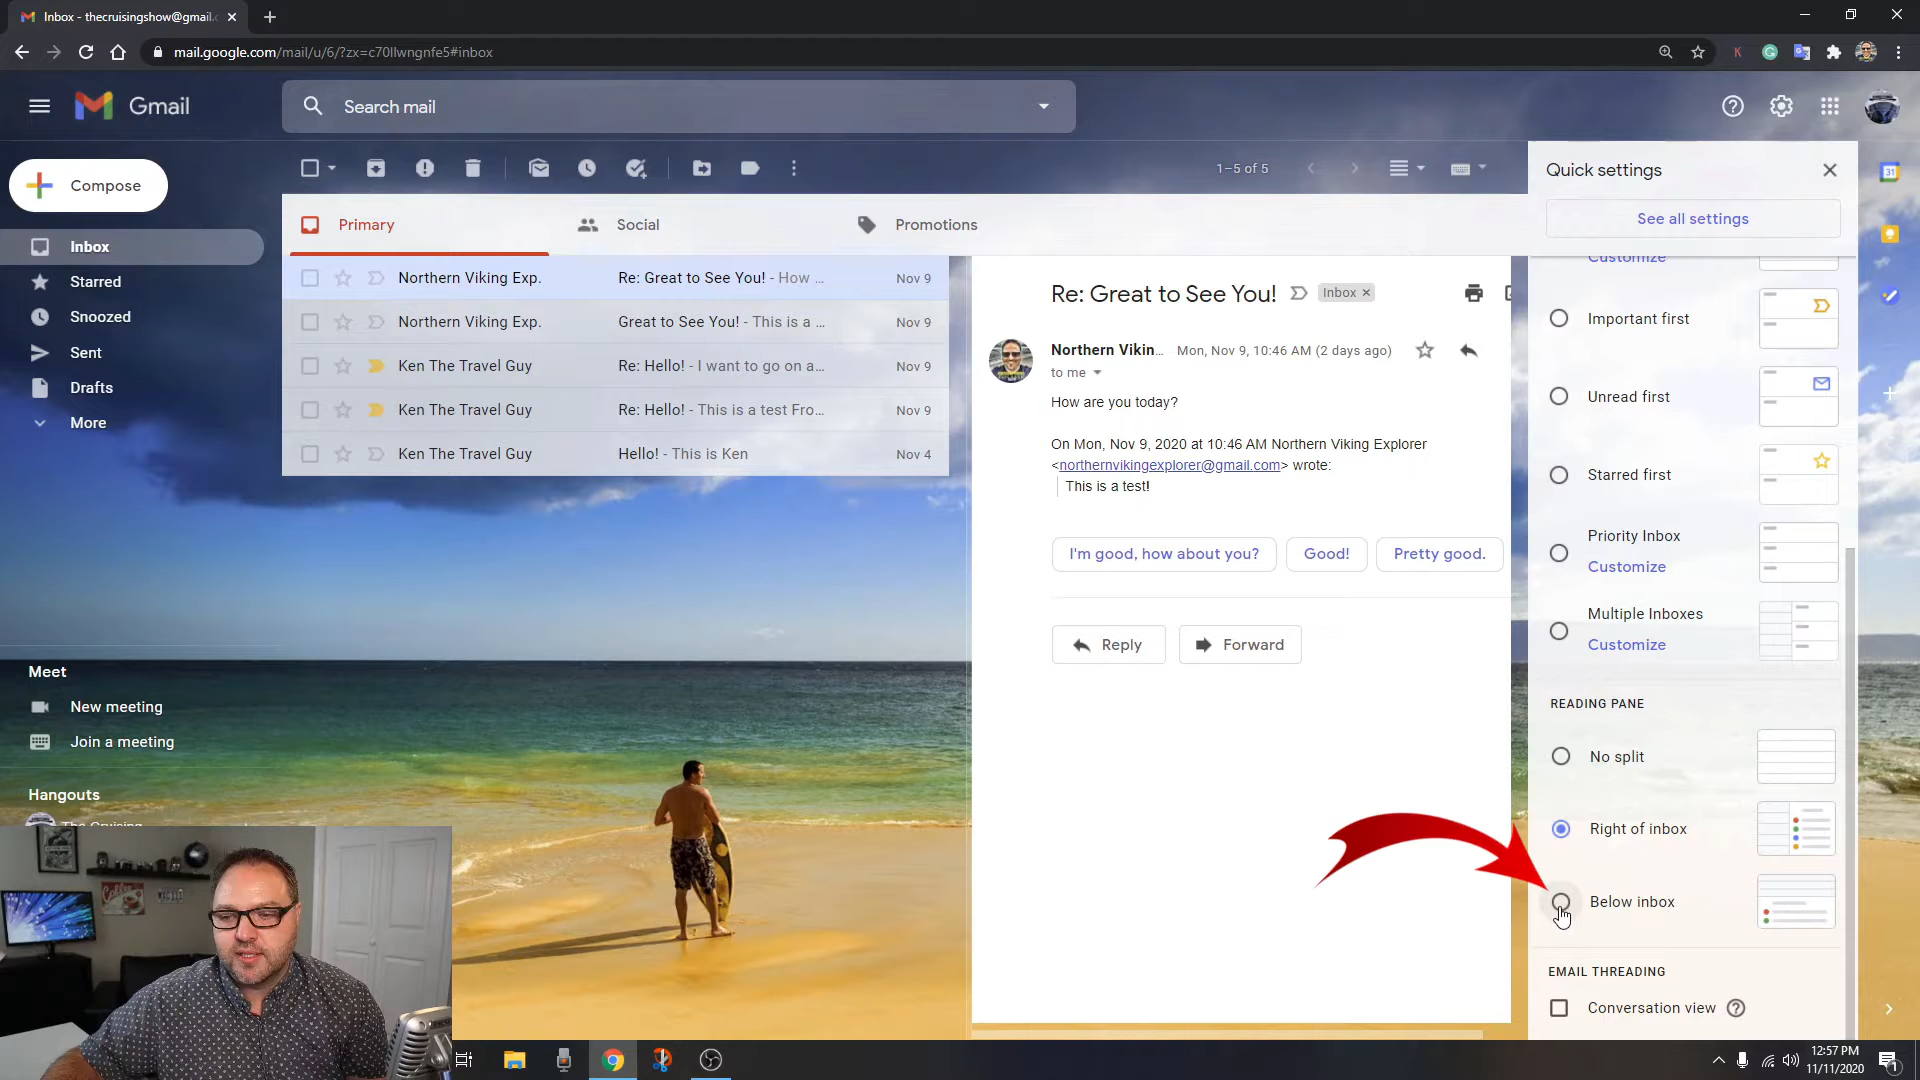 Inbox - thecruisingshow@gmail.
mail.google.com/mail/u/6/?zx=c70llwngnfe5#inbox
Gmail
Search mail
Compose
1–5 of 5
Quick settings
See all settings
Primary
Social
Promotions
Inbox
Starred
Snoozed
Sent
Drafts
More
Northern Viking Exp. Re: Great to See You! - How ... Nov 9
Northern Viking Exp. Great to See You! - This is a ... Nov 9
Ken The Travel Guy Re: Hello! - I want to go on a... Nov 9
Ken The Travel Guy Re: Hello! - This is a test Fro... Nov 9
Ken The Travel Guy Hello! - This is Ken Nov 4
Re: Great to See You! Inbox
Northern Vikin... Mon, Nov 9, 10:46 AM (2 days ago)
to me
How are you today?
On Mon, Nov 9, 2020 at 10:46 AM Northern Viking Explorer
<northernvikingexplorer@gmail.com> wrote:
This is a test!
I'm good, how about you?
Good!
Pretty good.
Reply
Forward
Customize
Important first
Unread first
Starred first
Priority Inbox
Customize
Multiple Inboxes
Customize
READING PANE
No split
Right of inbox
Below inbox
EMAIL THREADING
Conversation view
Meet
New meeting
Join a meeting
Hangouts
The Cruising
31
K
Coffee
12:57 PM
11/11/2020
1